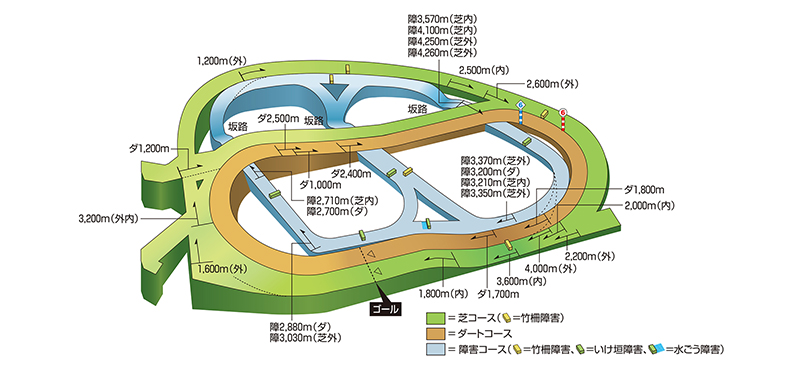 障3,570m(芝内)
障4,100m(芝内)
障4,250m(芝外)
障4,260m(芝外)
1,200m(外)
2,500m(内)
2,600m(外)
6
6
坂路
坂路
坂路
ダ2,500m
ダ1,200m
ダ2,400m
ダ1,000m
障3,370m(芝外)
障3,200m(ダ)
障3,210m(芝内)
障3,350m(芝外)
ダ1,800m
2,000m(内)
障2,710m(芝内)
障2,700m(ダ)
3,200m(外内)
1,600m(外)
2,200m(外)
4,000m(外)
3,600m(内)
ダ1,700m
1,800m(内)
ゴール
障2,880m(ダ)
障3,030m(芝外)
=芝コース(=竹柵障害)
=ダートコース
=障害コース(=竹柵障害、=いけ垣障害、=水ごう障害)